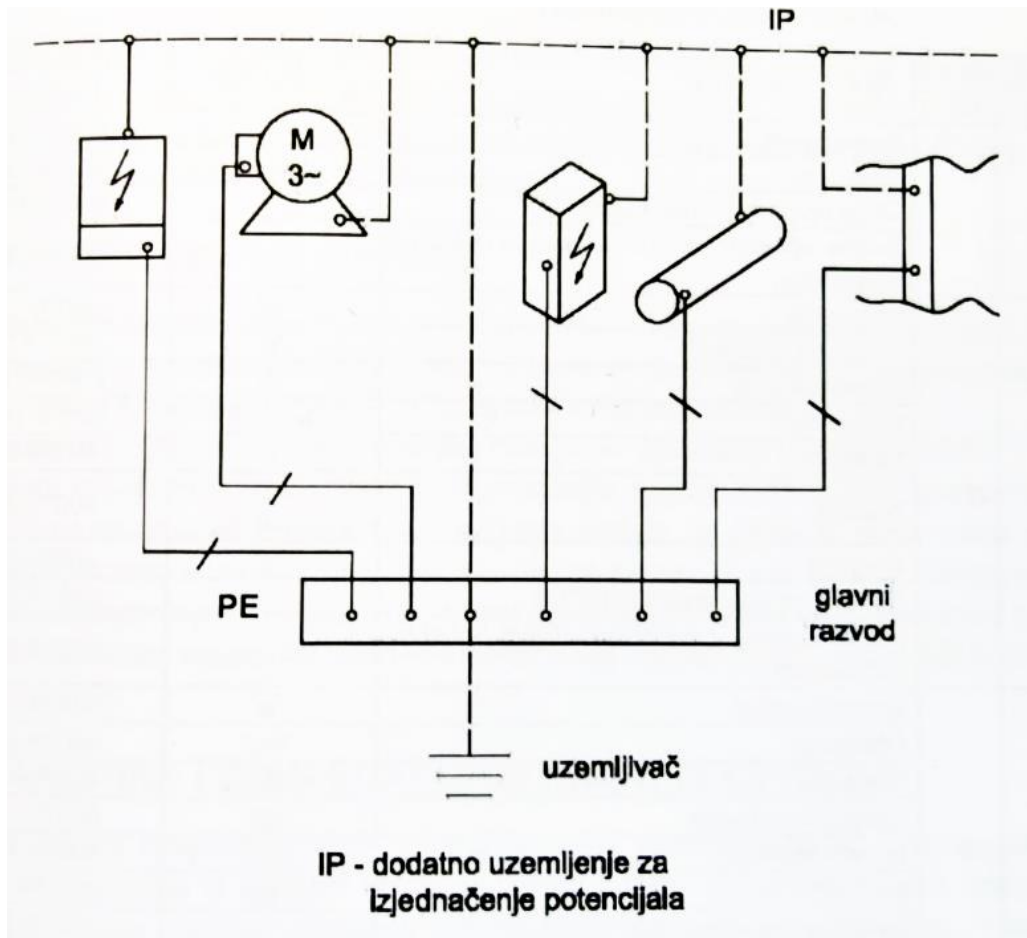 IP
M
3~
PE
glavni
razvod
uzemljivač
IP - dodatno uzemljenje za
izjednačenje potencijala